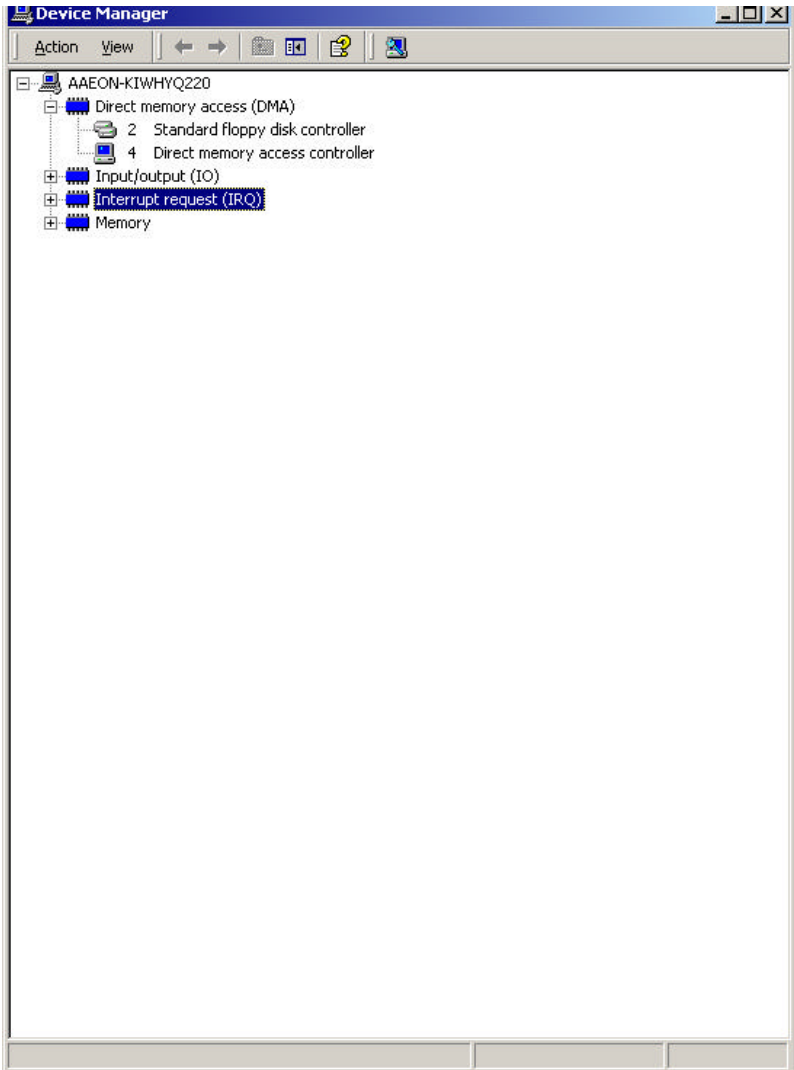 Device Manager
Action View
AAEON-KIWHYQ220
Direct memory access (DMA)
2 Standard floppy disk controller
4 Direct memory access controller
Input/output (IO)
Interrupt request (IRQ)
Memory